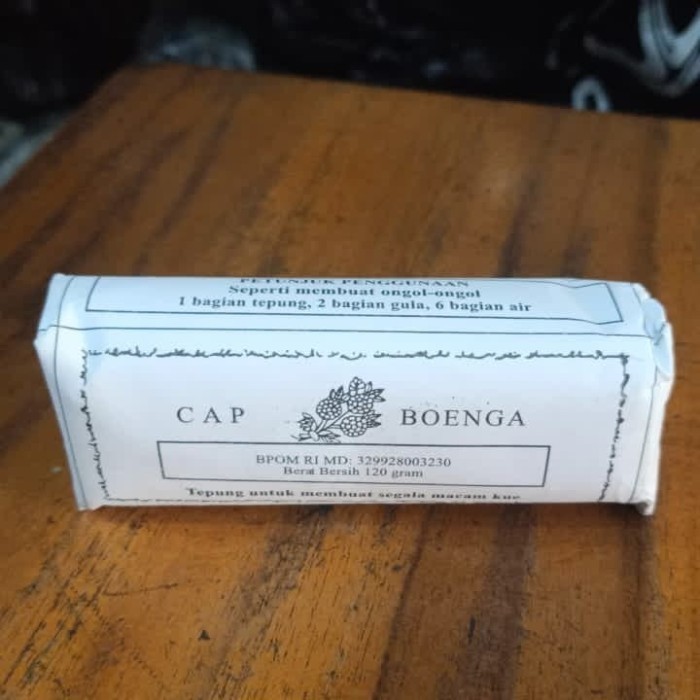 PETUNJUK PENGGUNAAN
Seperti membuat ongol-ongol
1 bagian tepung, 2 bagian gula, 6 bagian air
CAP BOENGA
BPOM RI MD: 329928003230
Berat Bersih 120 gram
Tepung untuk membuat segala macam kue